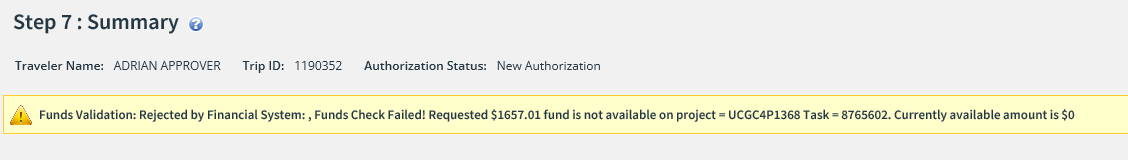 Step 7 : Summary ?
Traveler Name: ADRIAN APPROVER Trip ID: 1190352 Authorization Status: New Authorization
Funds Validation: Rejected by Financial System: , Funds Check Failed! Requested $1657.01 fund is not available on project = UCGC4P1368 Task = 8765602. Currently available amount is $0